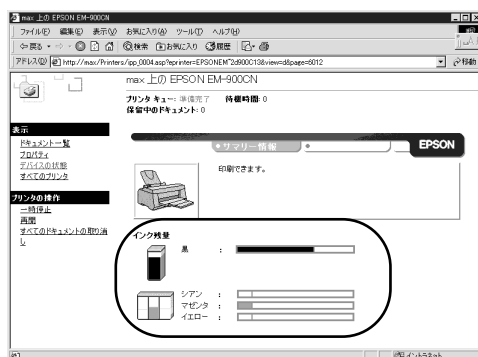 max 上の EPSON EM-900CN
ファイル(F) 編集(E) 表示(V) お気に入り(A) ツール(T) ヘルプ(H)
戻る 検索 お気に入り 履歴
アドレス(D) http://max/Printers/ipp_0004.asp?eprinter=EPSONEM~2d900C13&view=d&page=6012 移動
max 上の EPSON EM-900CN
プリンタ キュー: 準備完了 待機時間: 0
保留中のドキュメント: 0
表示
ドキュメント一覧
プロパティ
デバイスの状態
すべてのプリンタ
サマリー情報
EPSON
印刷できます。
プリンタの操作
一時停止
再開
すべてのドキュメントの取り消
し
インク残量
黒 :
シアン :
マゼンタ :
イエロー :
イントラネット